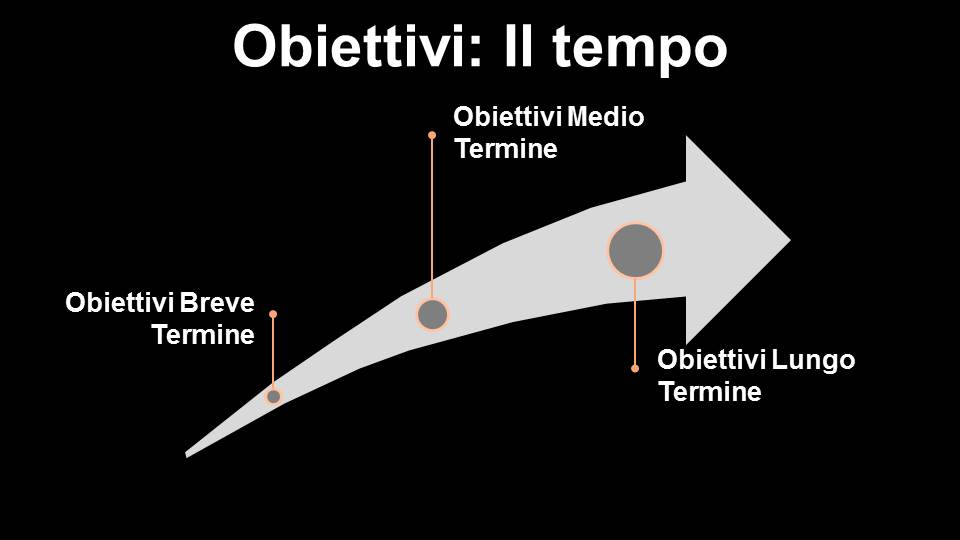 Obiettivi: Il tempo
Obiettivi Medio
Termine
Obiettivi Breve
Termine
Obiettivi Lungo
Termine